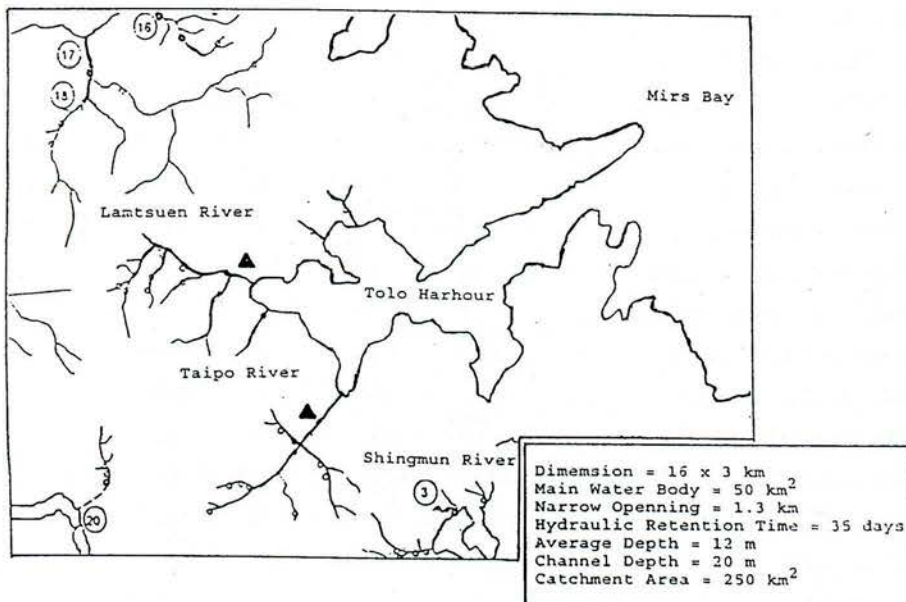 16
17
Mirs Bay
18
Lamtsuen River
Tolo Harhour
Taipo River
Shingmun River
3
20
Dimemsion = 16 x 3 km
Main Water Body = 50 km²
Narrow Openning = 1.3 km
Hydraulic Retention Time = 35 days
Average Depth = 12 m
Channel Depth = 20 m
Catchment Area = 250 km²